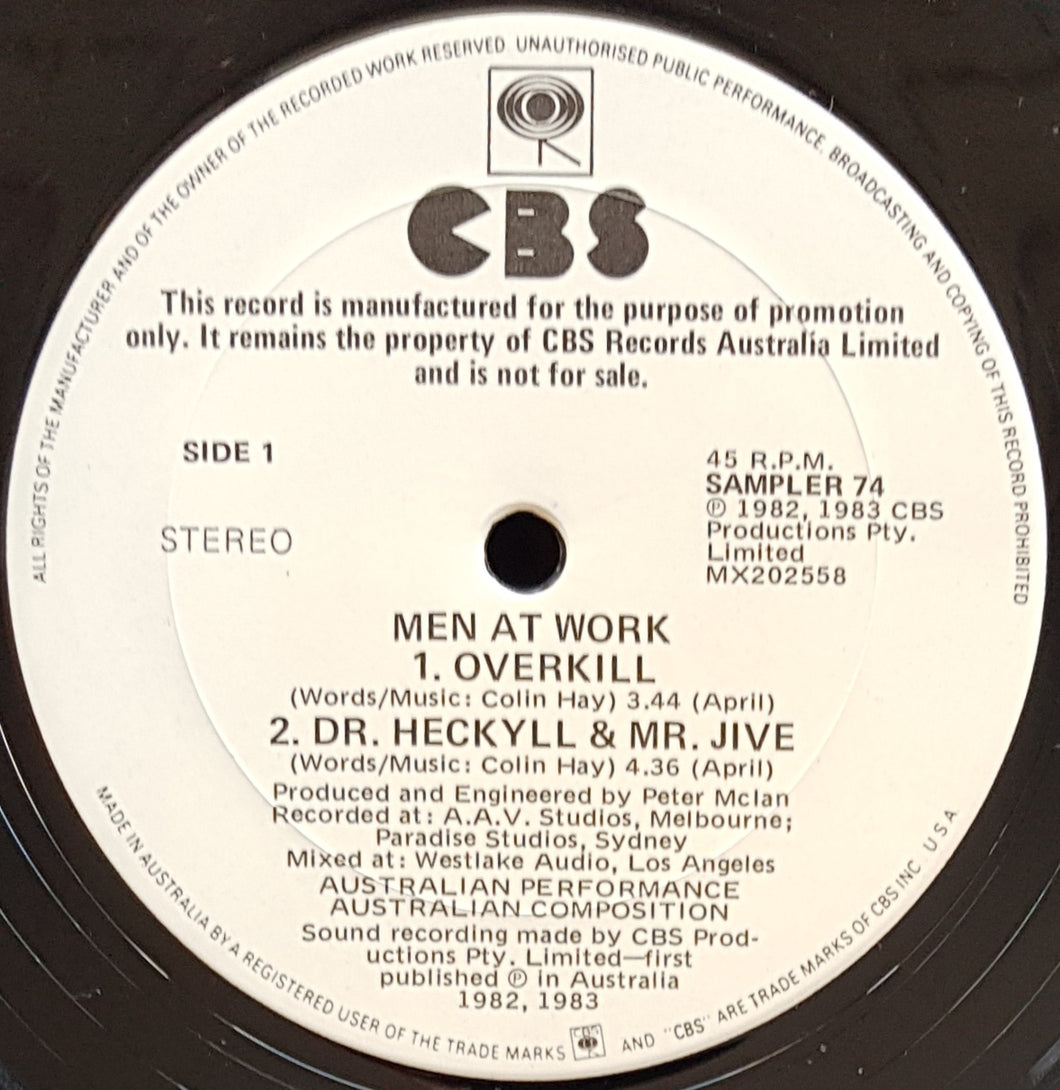 ALL RIGHTS OF THE MANUFACTURER AND OF THE OWNER OF THE RECORDED WORK RESERVED. UNAUTHORISED PUBLIC PERFORMANCE, BROADCASTING AND COPYING OF THIS RECORD PROHIBITED
CBS
This record is manufactured for the purpose of promotion
only. It remains the property of CBS Records Australia Limited
and is not for sale.
SIDE 1
STEREO
45 R.P.M.
SAMPLER 74
℗ 1982, 1983 CBS
Productions Pty.
Limited
MX202558
MEN AT WORK
1. OVERKILL
(Words/Music: Colin Hay) 3.44 (April)
2. DR. HECKYLL & MR. JIVE
(Words/Music: Colin Hay) 4.36 (April)
Produced and Engineered by Peter McIan
Recorded at: A.A.V. Studios, Melbourne;
Paradise Studios, Sydney
Mixed at: Westlake Audio, Los Angeles
AUSTRALIAN PERFORMANCE
AUSTRALIAN COMPOSITION
Sound recording made by CBS Prod-
uctions Pty. Limited—first
published ℗ in Australia
1982, 1983
MADE IN AUSTRALIA BY A REGISTERED USER OF THE TRADE MARKS CBS AND "CBS" ARE TRADE MARKS OF CBS INC. U S A